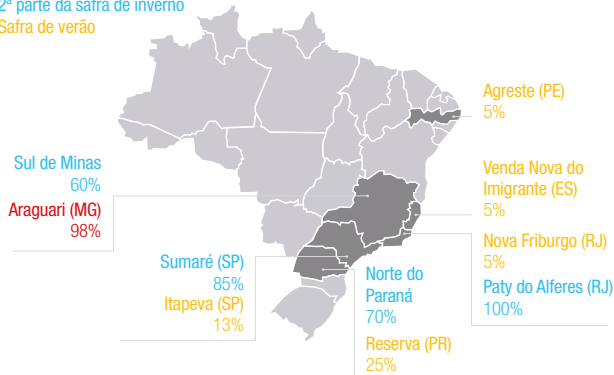 2ª parte da safra de inverno
Safra de verão
Agreste (PE)
5%
Sul de Minas
60%
Araguari (MG)
98%
Venda Nova do
Imigrante (ES)
5%
Nova Friburgo (RJ)
5%
Paty do Alferes (RJ)
100%
Sumaré (SP)
85%
Itapeva (SP)
13%
Norte do
Paraná
70%
Reserva (PR)
25%